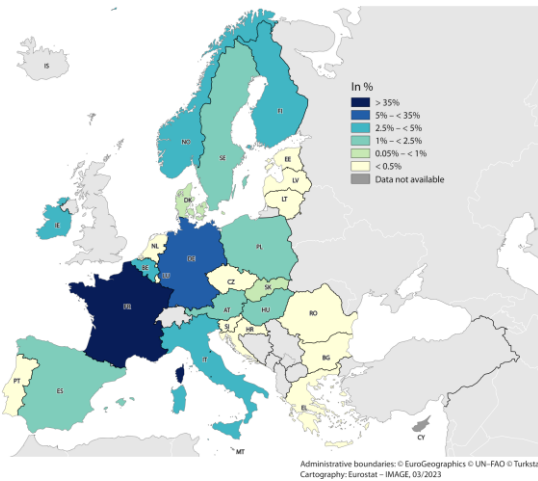 IS
In %
> 35%
5% – < 35%
2.5% – < 5%
1% – < 2.5%
0.05% – < 1%
< 0.5%
Data not available
FI
NO
SE
EE
LV
LT
DK
IE
NL
PL
DE
BE
LU
CZ
SK
FR
AT
HU
SI
HR
RO
IT
BG
PT
ES
EL
MT
CY
Administrative boundaries: © EuroGeographics © UN–FAO © Turksta
Cartography: Eurostat – IMAGE, 03/2023